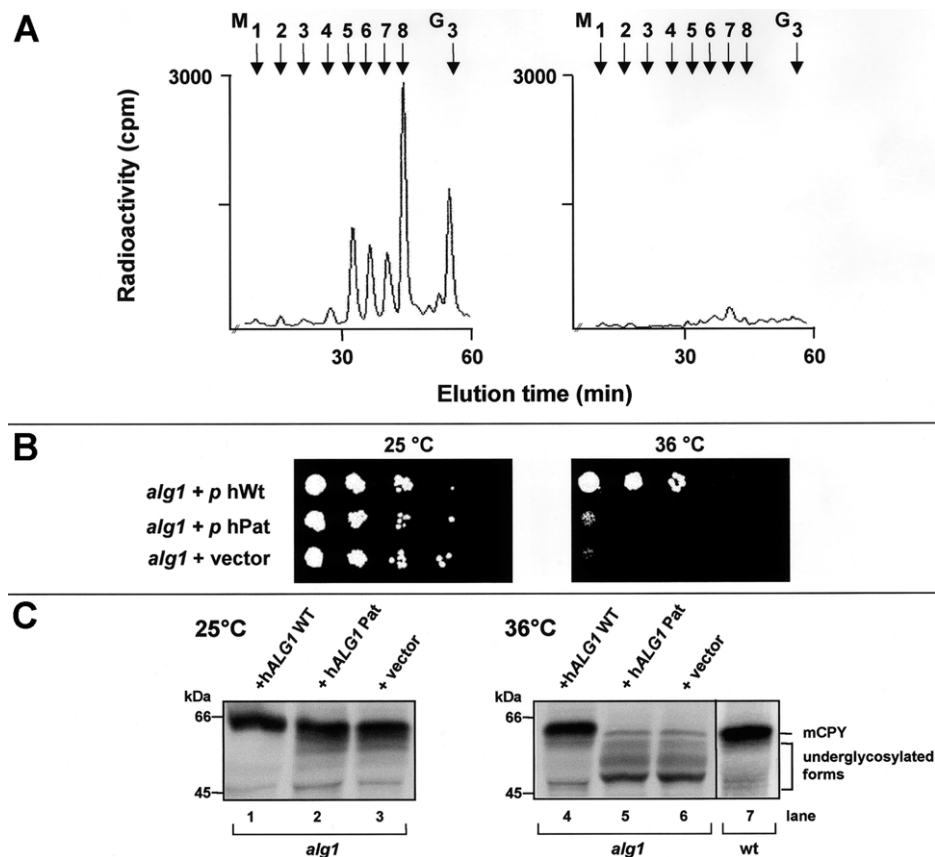 A
M 1 2 3 4 5 6 7 8 G 3
M 1 2 3 4 5 6 7 8 G 3
3000
3000
Radioactivity (cpm)
30 60
30 60
Elution time (min)
B
25 °C 36 °C
alg1 + p hWt
alg1 + p hPat
alg1 + vector
C
25°C
+hALG1 WT
+ hALG1 Pat
+ vector
36°C
+hALG1 WT
+ hALG1 Pat
+ vector
kDa
66
45
kDa
66
45
mCPY
underglycosylated
forms
1 2 3
4 5 6 7 lane
alg1
alg1 wt